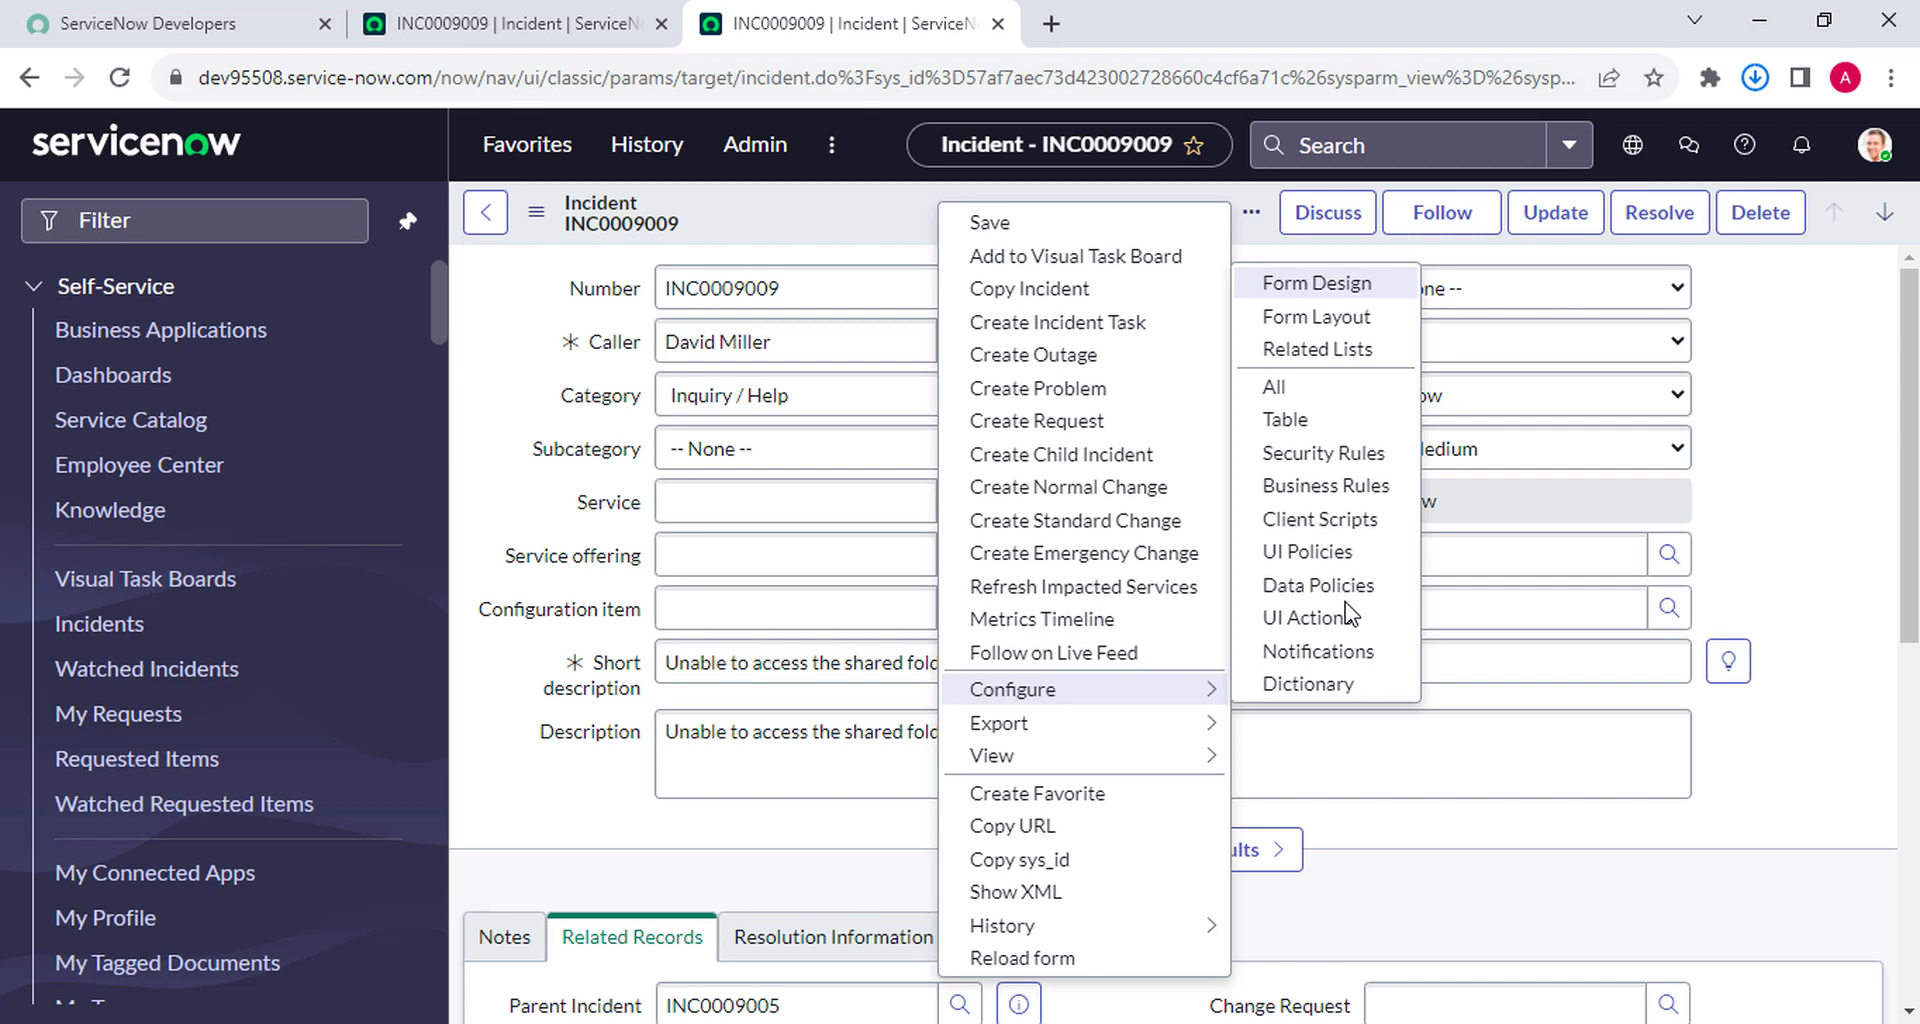 ServiceNow Developers
INC0009009 | Incident | ServiceN
INC0009009 | Incident | ServiceN
dev95508.service-now.com/now/nav/ui/classic/params/target/incident.do%3Fsys_id%3D57af7aec73d423002728660c4cf6a71c%26sysparm_view%3D%26sysp...
A
servicenow
Favorites
History
Admin
Incident - INC0009009
Search
Filter
Self-Service
Business Applications
Dashboards
Service Catalog
Employee Center
Knowledge
Visual Task Boards
Incidents
Watched Incidents
My Requests
Requested Items
Watched Requested Items
My Connected Apps
My Profile
My Tagged Documents
Incident
INC0009009
Discuss
Follow
Update
Resolve
Delete
Number
INC0009009
* Caller
David Miller
Category
Inquiry / Help
Subcategory
-- None --
Service
Service offering
Configuration item
* Short
description
Unable to access the shared fold
Description
Unable to access the shared fold
Save
Add to Visual Task Board
Copy Incident
Create Incident Task
Create Outage
Create Problem
Create Request
Create Child Incident
Create Normal Change
Create Standard Change
Create Emergency Change
Refresh Impacted Services
Metrics Timeline
Follow on Live Feed
Configure
Export
View
Create Favorite
Copy URL
Copy sys_id
Show XML
History
Reload form
Form Design
Form Layout
Related Lists
All
Table
Security Rules
Business Rules
Client Scripts
UI Policies
Data Policies
UI Action
Notifications
Dictionary
one --
ow
edium
w
ults
Notes
Related Records
Resolution Information
Parent Incident
INC0009005
Change Request